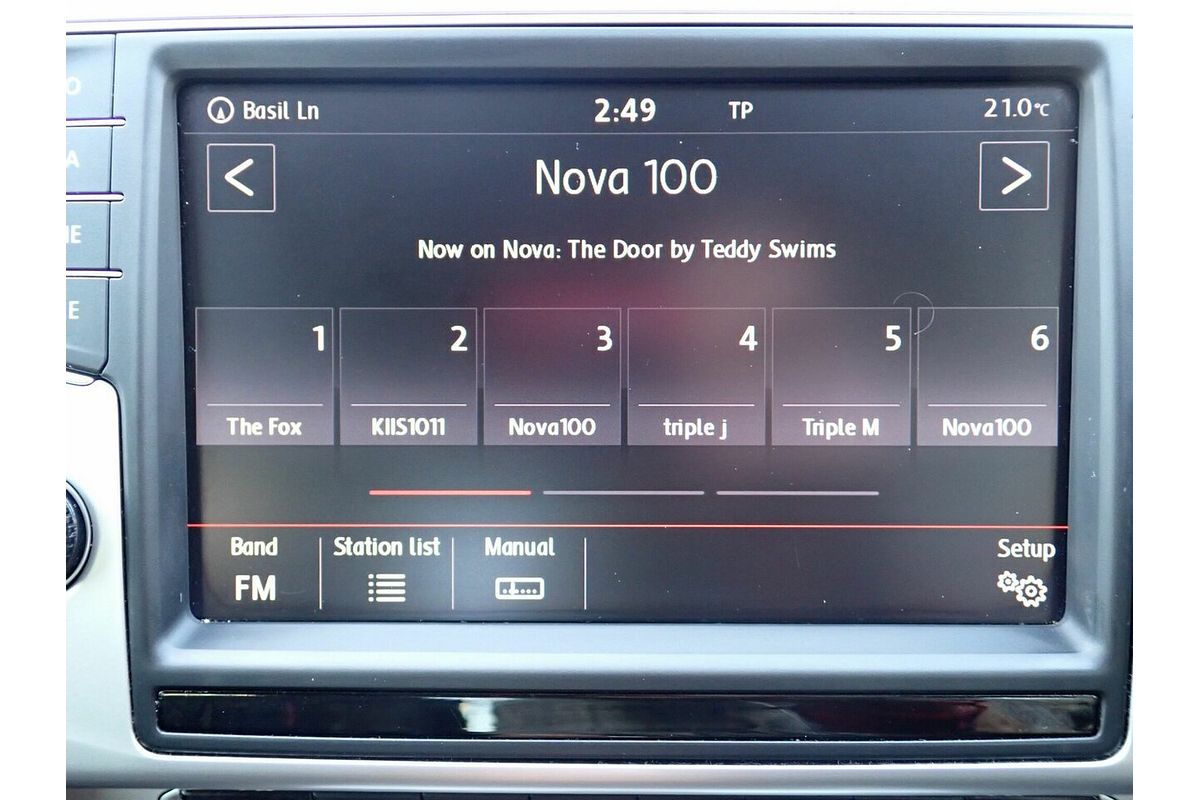 Basil Ln 2:49 TP 21.0°C
< Nova 100 >
Now on Nova: The Door by Teddy Swims
1 2 3 4 5 6
The Fox KIIS1011 Nova100 triple j Triple M Nova100
Band Station list Manual Setup
FM